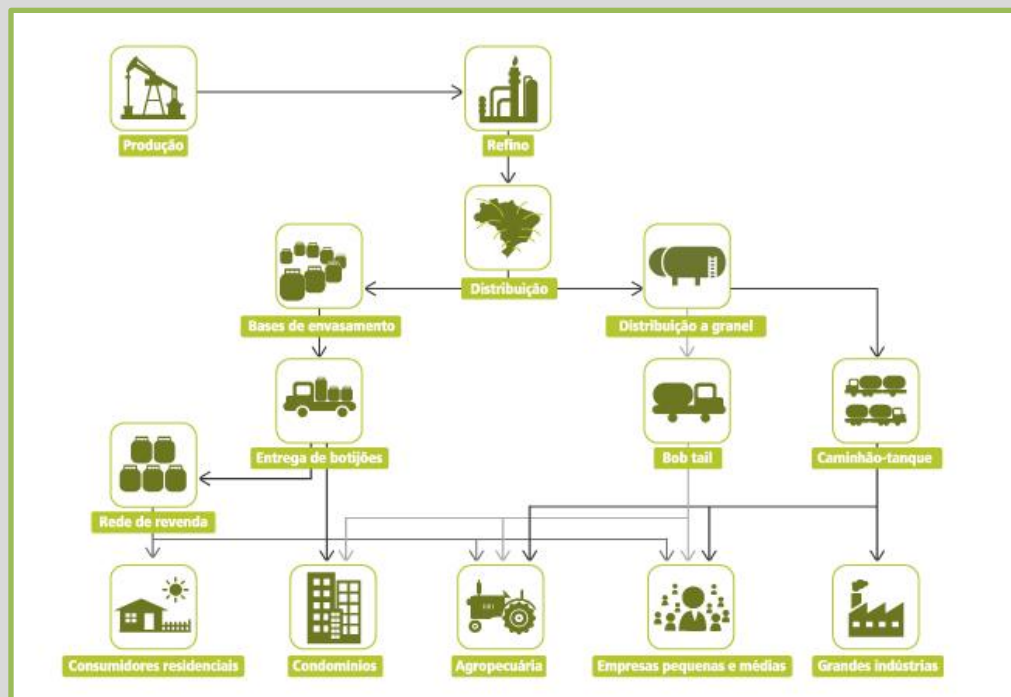 Produção
Refino
Distribuição
Bases de envasamento
Distribuição a granel
Entrega de botijões
Bob tail
Caminhão-tanque
Rede de revenda
Consumidores residenciais
Condomínios
Agropecuária
Empresas pequenas e médias
Grandes indústrias